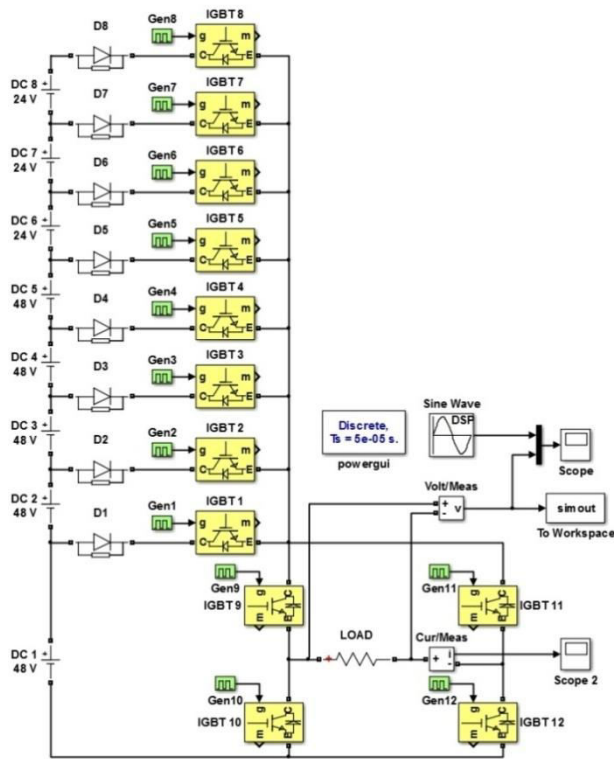 D8
Gen8
IGBT 8
g
m
C
E
DC 8 +
24 V
D7
Gen7
IGBT 7
g
m
C
E
DC 7 +
24 V
D6
Gen6
IGBT 6
g
m
C
E
DC 6 +
24 V
D5
Gen5
IGBT 5
g
m
C
E
DC 5 +
48 V
D4
Gen4
IGBT 4
g
m
C
E
DC 4 +
48 V
D3
Gen3
IGBT 3
g
m
C
E
DC 3 +
48 V
D2
Gen2
IGBT 2
g
m
C
E
DC 2 +
48 V
D1
Gen1
IGBT 1
g
m
C
E
Discrete,
Ts = 5e-05 s.
powergui
Sine Wave
DSP
Scope
Volt/Meas
+
-
v
simout
To Workspace
Gen9
IGBT 9
g
C
m
E
Gen11
IGBT 11
g
C
m
E
DC 1 +
48 V
LOAD
+
Cur/Meas
+
i
-
Scope 2
Gen10
IGBT 10
g
C
m
E
Gen12
IGBT 12
g
C
m
E